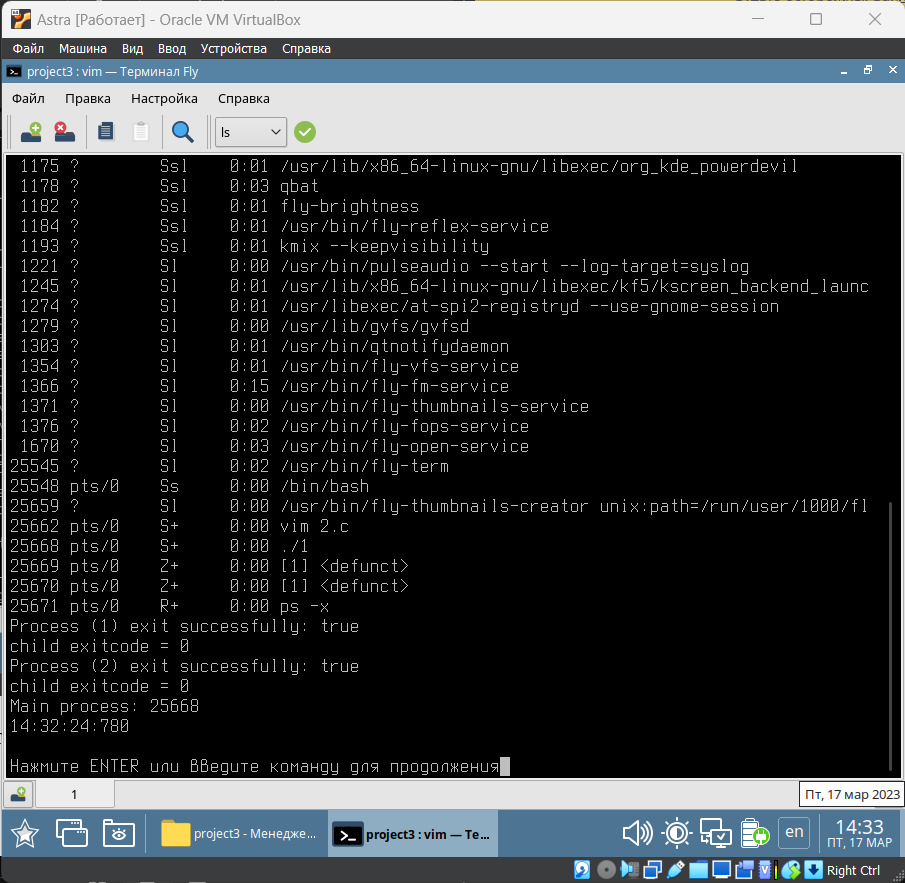 Astra [Работает] - Oracle VM VirtualBox
Файл Машина Вид Ввод Устройства Справка
project3 : vim — Терминал Fly
Файл Правка Настройка Справка
ls
1175 ? Ssl 0:01 /usr/lib/x86_64-linux-gnu/libexec/org_kde_powerdevil
1178 ? Ssl 0:03 qbat
1182 ? Ssl 0:01 fly-brightness
1184 ? Ssl 0:01 /usr/bin/fly-reflex-service
1193 ? Ssl 0:01 kmix --keepvisibility
1221 ? Sl 0:00 /usr/bin/pulseaudio --start --log-target=syslog
1245 ? Sl 0:01 /usr/lib/x86_64-linux-gnu/libexec/kf5/kscreen_backend_launc
1274 ? Sl 0:01 /usr/libexec/at-spi2-registryd --use-gnome-session
1279 ? Sl 0:00 /usr/lib/gvfs/gvfsd
1303 ? Sl 0:01 /usr/bin/qtnotifydaemon
1354 ? Sl 0:01 /usr/bin/fly-vfs-service
1366 ? Sl 0:15 /usr/bin/fly-fm-service
1371 ? Sl 0:00 /usr/bin/fly-thumbnails-service
1376 ? Sl 0:02 /usr/bin/fly-fops-service
1670 ? Sl 0:03 /usr/bin/fly-open-service
25545 ? Sl 0:02 /usr/bin/fly-term
25548 pts/0 Ss 0:00 /bin/bash
25659 ? Sl 0:00 /usr/bin/fly-thumbnails-creator unix:path=/run/user/1000/fl
25662 pts/0 S+ 0:00 vim 2.c
25668 pts/0 S+ 0:00 ./1
25669 pts/0 Z+ 0:00 [1] <defunct>
25670 pts/0 Z+ 0:00 [1] <defunct>
25671 pts/0 R+ 0:00 ps -x
Process (1) exit successfully: true
child exitcode = 0
Process (2) exit successfully: true
child exitcode = 0
Main process: 25668
14:32:24:780
Нажмите ENTER или введите команду для продолжения
1
Пт, 17 мар 2023
project3 - Менедже...
project3 : vim — Те...
en
14:33
ПТ, 17 МАР
Right Ctrl